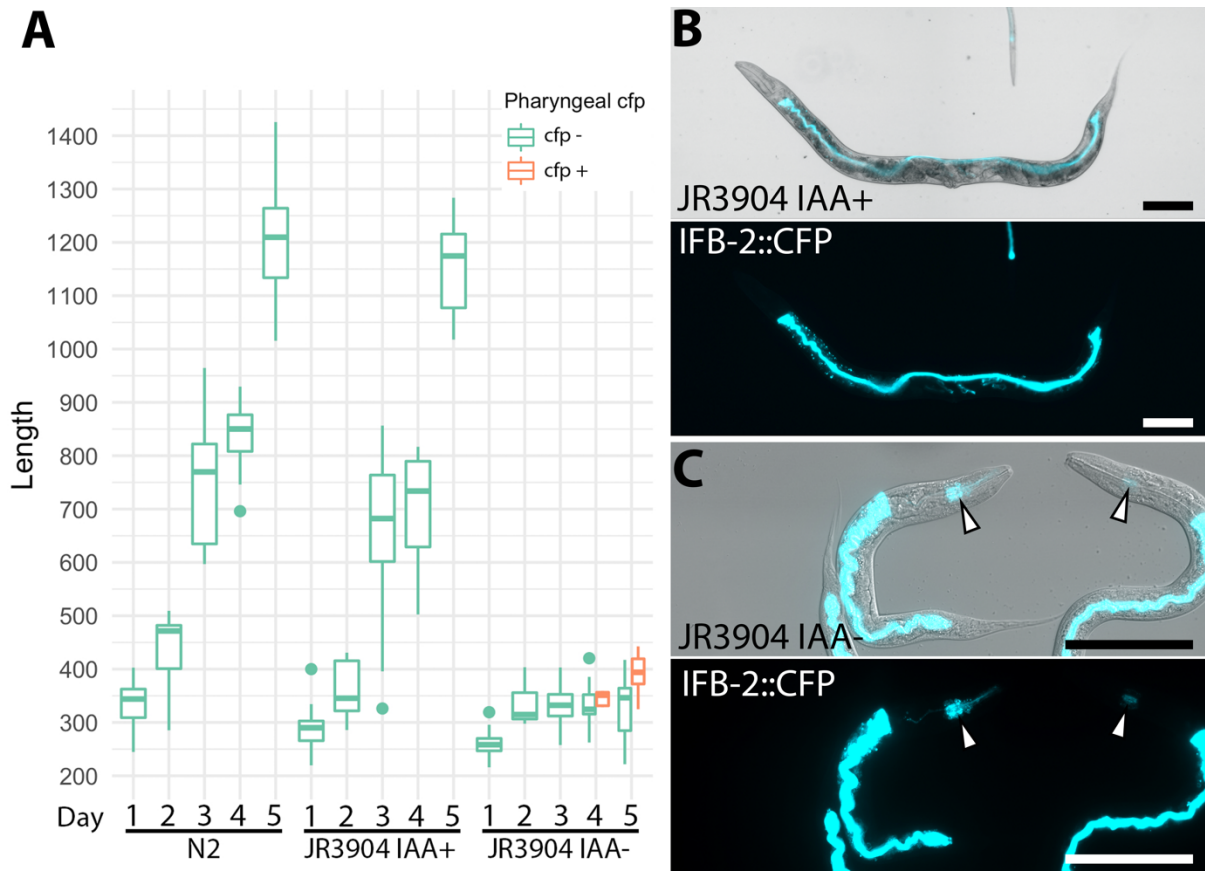 A
Pharyngeal cfp
cfp -
cfp +
Length
1400
1300
1200
1100
1000
900
800
700
600
500
400
300
200
Day
1 2 3 4 5
1 2 3 4 5
1 2 3 4 5
N2
JR3904 IAA+
JR3904 IAA-
B
JR3904 IAA+
IFB-2::CFP
C
JR3904 IAA-
IFB-2::CFP